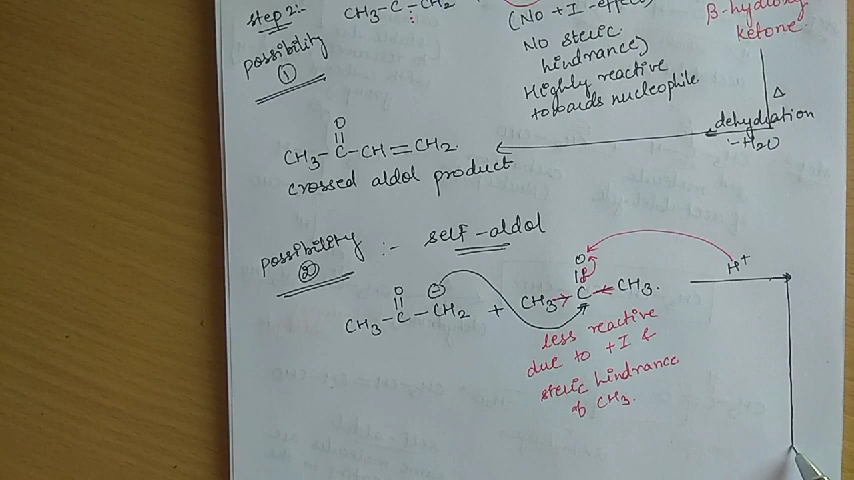 step 2:-
CH3-C-CH2
(No + I-effect
β-hydroxy
ketone.
possibility
①
No steric
hindrance)
Highly reactive
towards nucleophile
Δ
dehydration
:-H2O
O
CH3-C-CH=CH2.
crossed aldol product
possibility :- self-aldol
②
O ⊖ O H+
CH3-C-CH2 + CH3 C CH3.
less reactive
due to +I &
steric hindrance
of CH3.